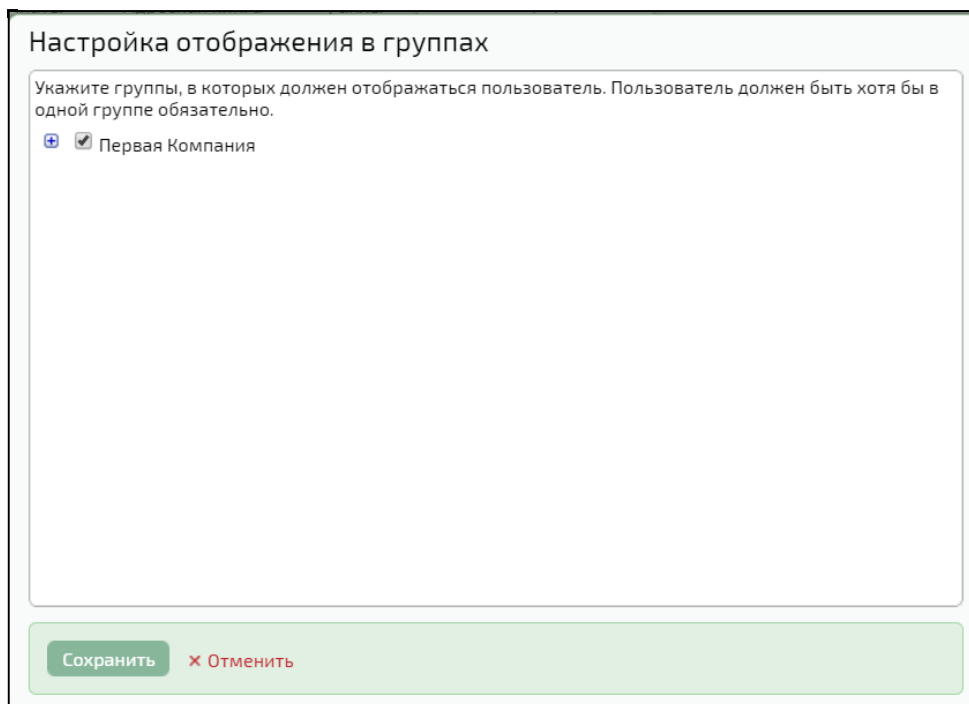 Настройка отображения в группах
Укажите группы, в которых должен отображаться пользователь. Пользователь должен быть хотя бы в
одной группе обязательно.
Первая Компания
Сохранить × Отменить